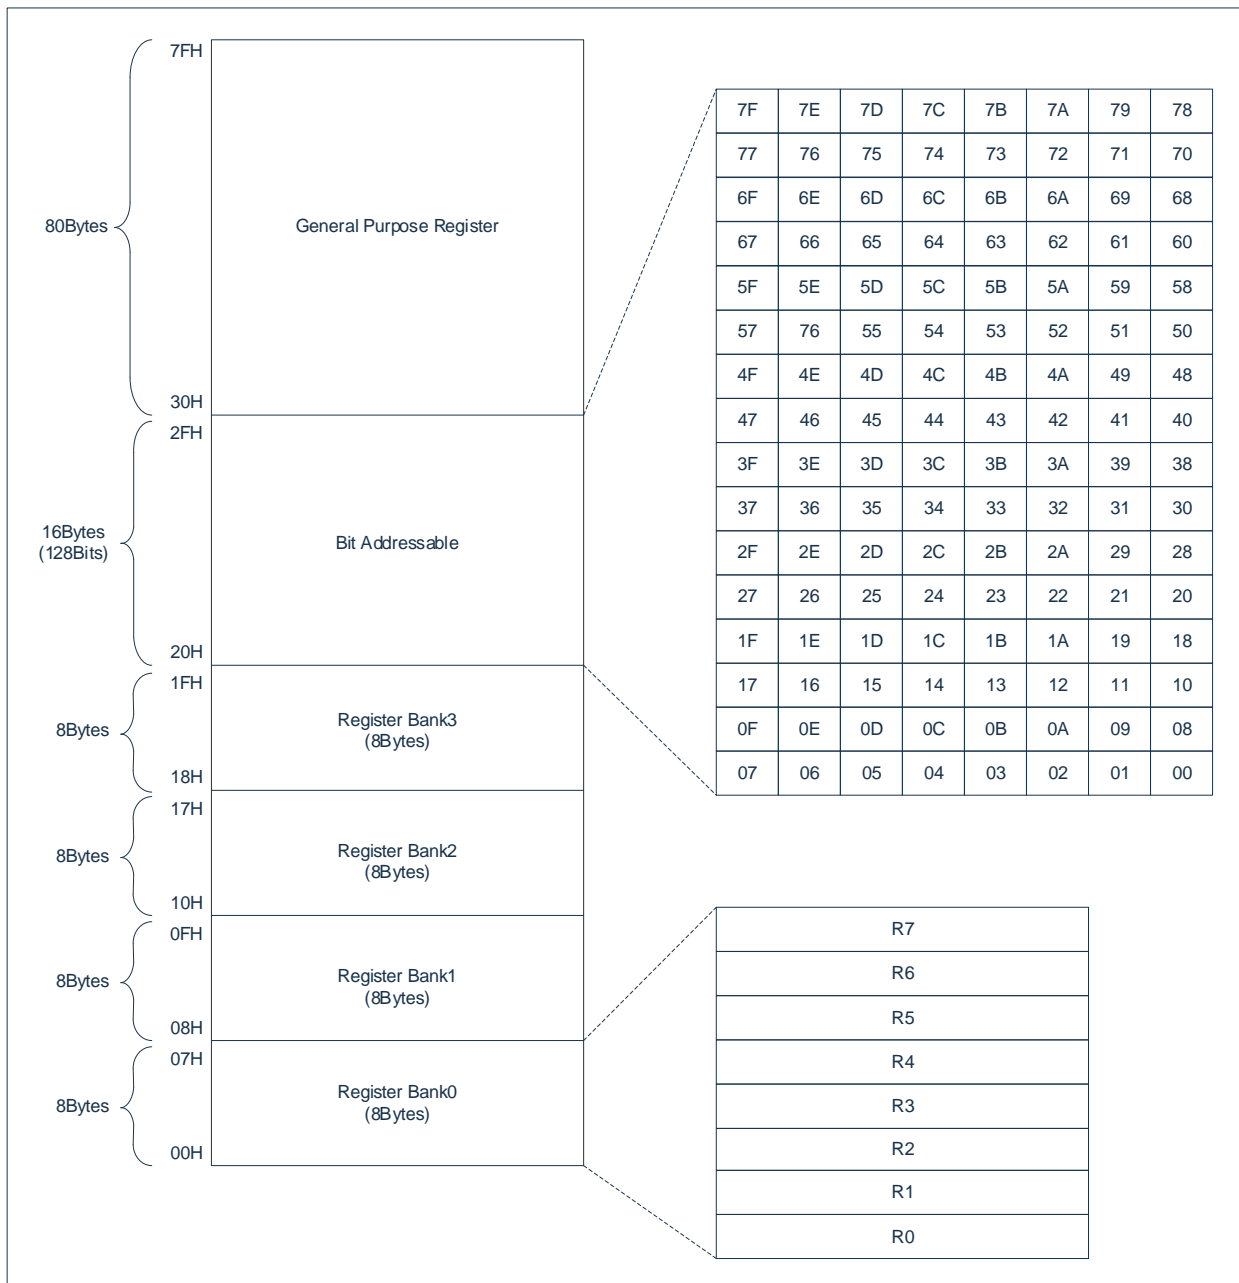 7FH
80Bytes
General Purpose Register
30H
2FH
16Bytes
(128Bits)
Bit Addressable
20H
1FH
8Bytes
Register Bank3
(8Bytes)
18H
17H
8Bytes
Register Bank2
(8Bytes)
10H
0FH
8Bytes
Register Bank1
(8Bytes)
08H
07H
8Bytes
Register Bank0
(8Bytes)
00H
7F 7E 7D 7C 7B 7A 79 78
77 76 75 74 73 72 71 70
6F 6E 6D 6C 6B 6A 69 68
67 66 65 64 63 62 61 60
5F 5E 5D 5C 5B 5A 59 58
57 76 55 54 53 52 51 50
4F 4E 4D 4C 4B 4A 49 48
47 46 45 44 43 42 41 40
3F 3E 3D 3C 3B 3A 39 38
37 36 35 34 33 32 31 30
2F 2E 2D 2C 2B 2A 29 28
27 26 25 24 23 22 21 20
1F 1E 1D 1C 1B 1A 19 18
17 16 15 14 13 12 11 10
0F 0E 0D 0C 0B 0A 09 08
07 06 05 04 03 02 01 00
R7
R6
R5
R4
R3
R2
R1
R0